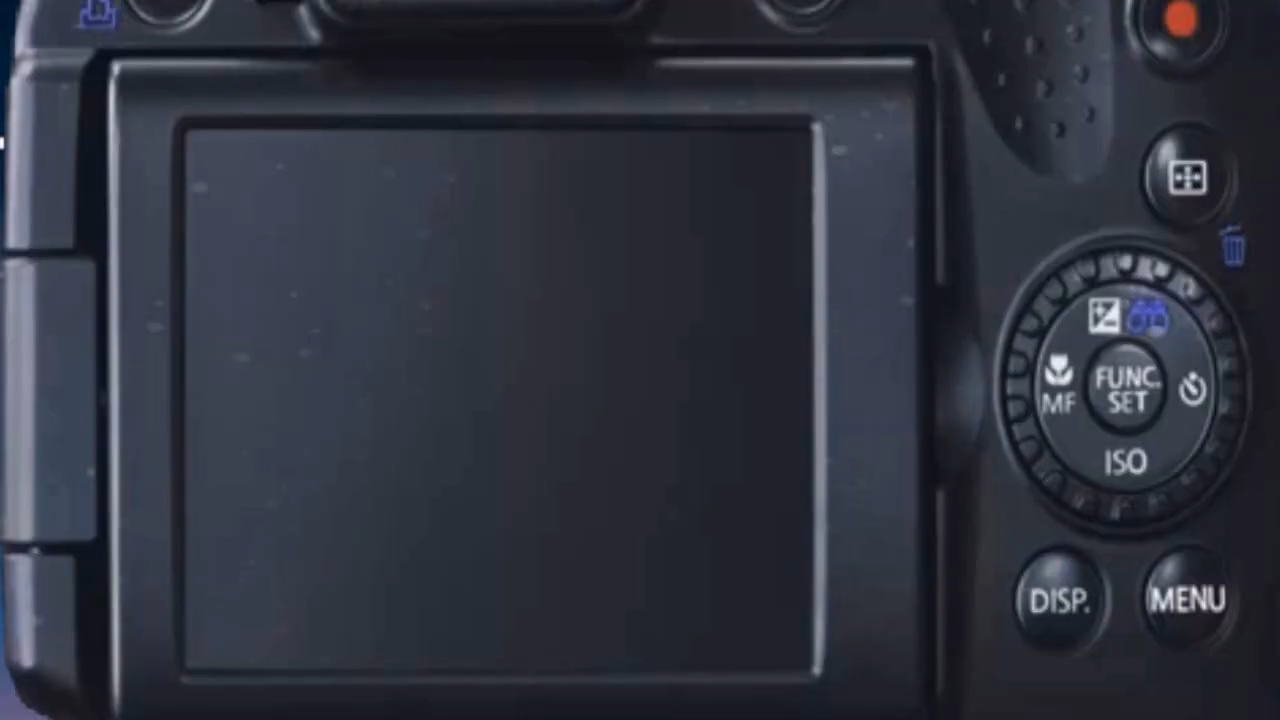 FUNC.
SET
MF
ISO
DISP.
MENU